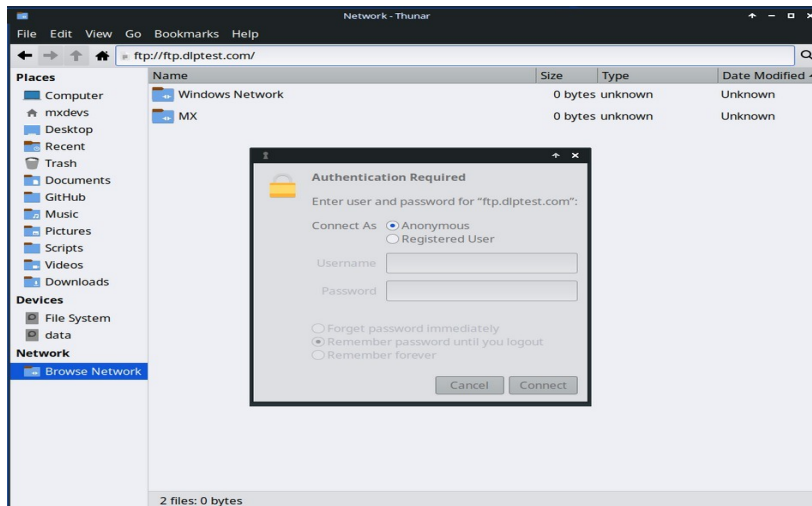 Network - Thunar
File Edit View Go Bookmarks Help
ftp://ftp.dlptest.com/
Places
Computer
mxdevs
Desktop
Recent
Trash
Documents
GitHub
Music
Pictures
Scripts
Videos
Downloads
Devices
File System
data
Network
Browse Network
Name Size Type Date Modified
Windows Network 0 bytes unknown Unknown
MX 0 bytes unknown Unknown
Authentication Required
Enter user and password for "ftp.dlptest.com":
Connect As Anonymous
Registered User
Username
Password
Forget password immediately
Remember password until you logout
Remember forever
Cancel Connect
2 files: 0 bytes